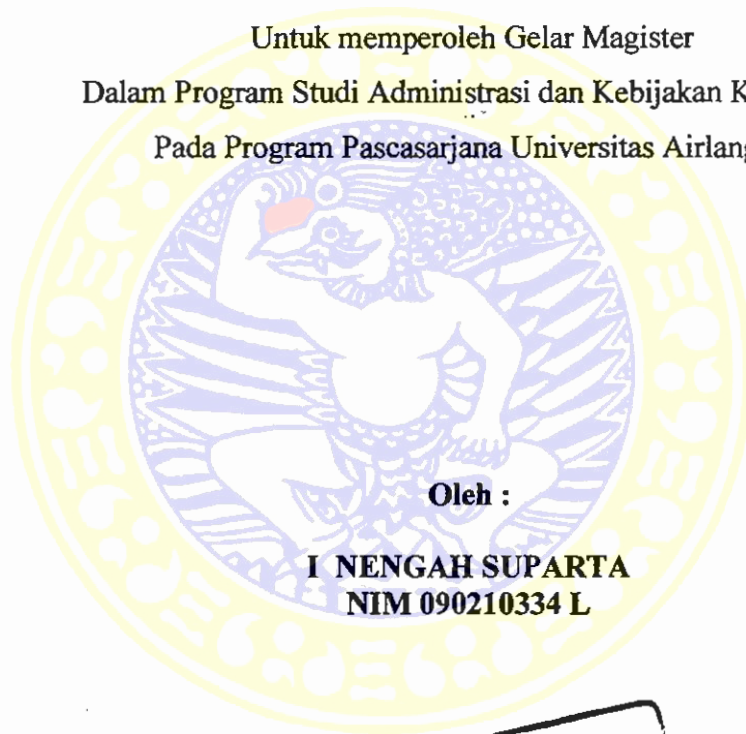 Untuk memperoleh Gelar Magister
Dalam Program Studi Administrasi dan Kebijakan K
Pada Program Pascasarjana Universitas Airlang
Oleh :
I NENGAH SUPARTA
NIM 090210334 L